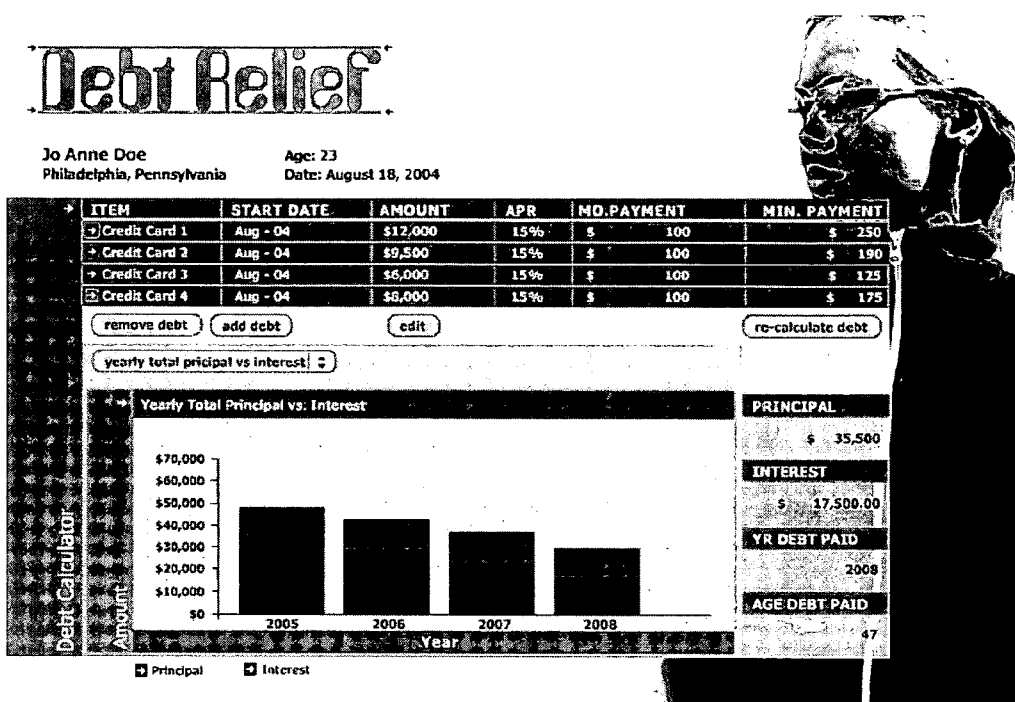 Debt Relief
Jo Anne Doe Age: 23
Philadelphia, Pennsylvania Date: August 18, 2004
ITEM START DATE AMOUNT APR MO.PAYMENT MIN. PAYMENT
Credit Card 1 Aug - 04 $12,000 15% $ 100 $ 250
Credit Card 2 Aug - 04 $9,500 15% $ 100 $ 190
Credit Card 3 Aug - 04 $6,000 15% $ 100 $ 125
Credit Card 4 Aug - 04 $8,000 15% $ 100 $ 175
remove debt add debt edit re-calculate debt
yearly total pricipal vs interest
Debt Calculator
Yearly Total Principal vs. Interest
Amount
$70,000
$60,000
$50,000
$40,000
$30,000
$20,000
$10,000
$0
2005 2006 2007 2008
Year
Principal Interest
PRINCIPAL
$ 35,500
INTEREST
$ 17,500.00
YR DEBT PAID
2008
AGE DEBT PAID
47